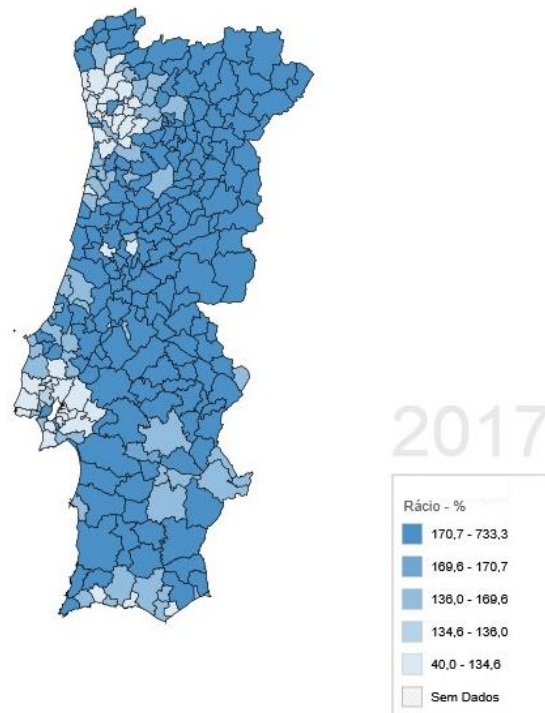 2017
Rácio - %
170,7 - 733,3
169,6 - 170,7
136,0 - 169,6
134,6 - 136,0
40,0 - 134,6
Sem Dados